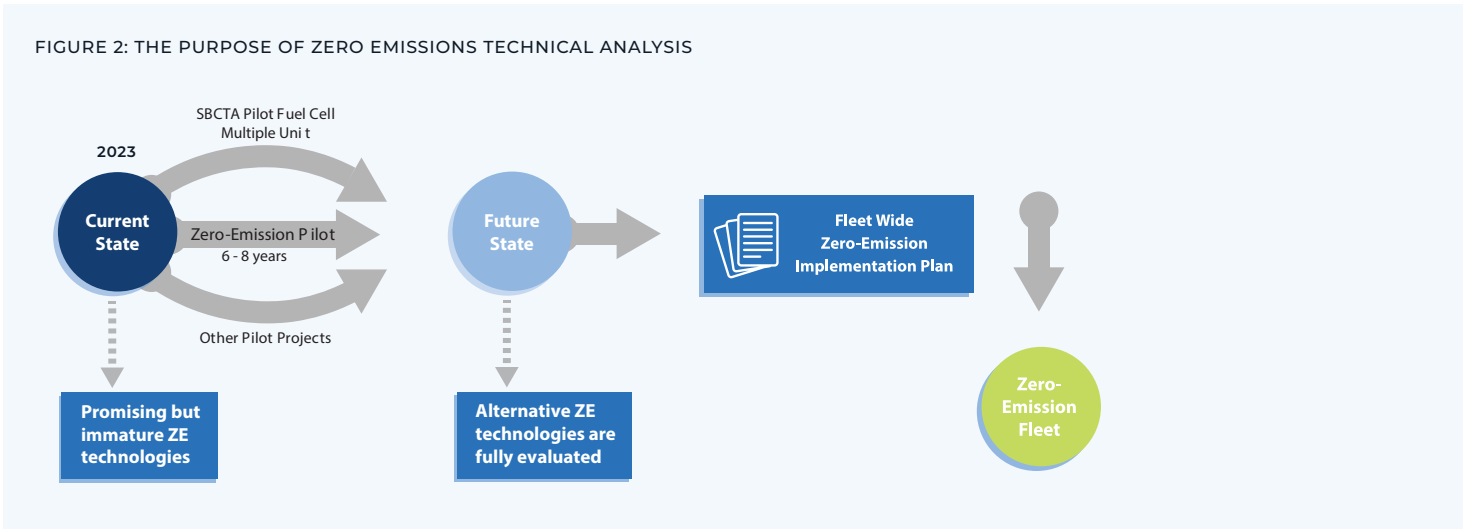 FIGURE 2: THE PURPOSE OF ZERO EMISSIONS TECHNICAL ANALYSIS
SBCTA Pilot Fuel Cell
Multiple Uni t
2023
Current
State
Zero-Emission Pilot
6 - 8 years
Other Pilot Projects
Promising but
immature ZE
technologies
Future
State
Alternative ZE
technologies are
fully evaluated
Fleet Wide
Zero-Emission
Implementation Plan
Zero-
Emission
Fleet